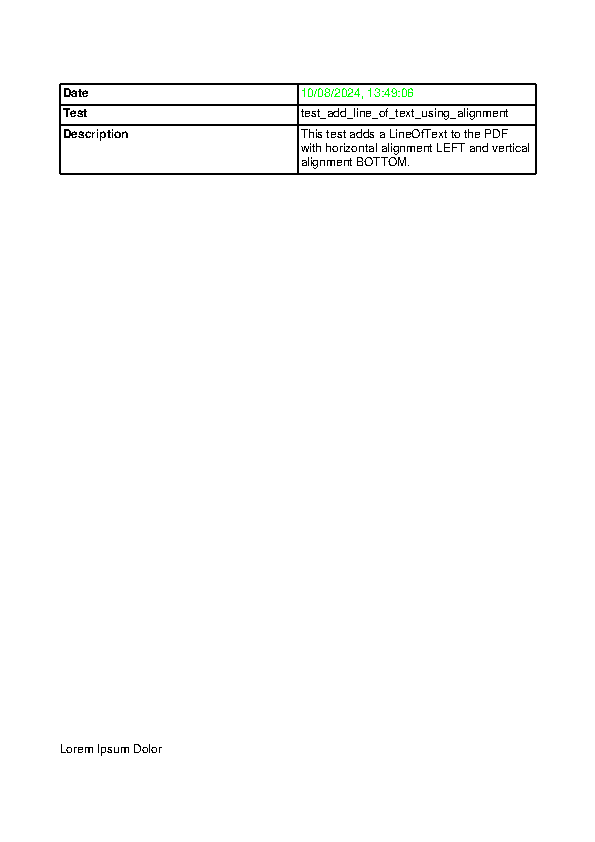 Date 10/08/2024, 13:49:06
Test test_add_line_of_text_using_alignment
Description This test adds a LineOfText to the PDF
with horizontal alignment LEFT and vertical
alignment BOTTOM.
Lorem Ipsum Dolor